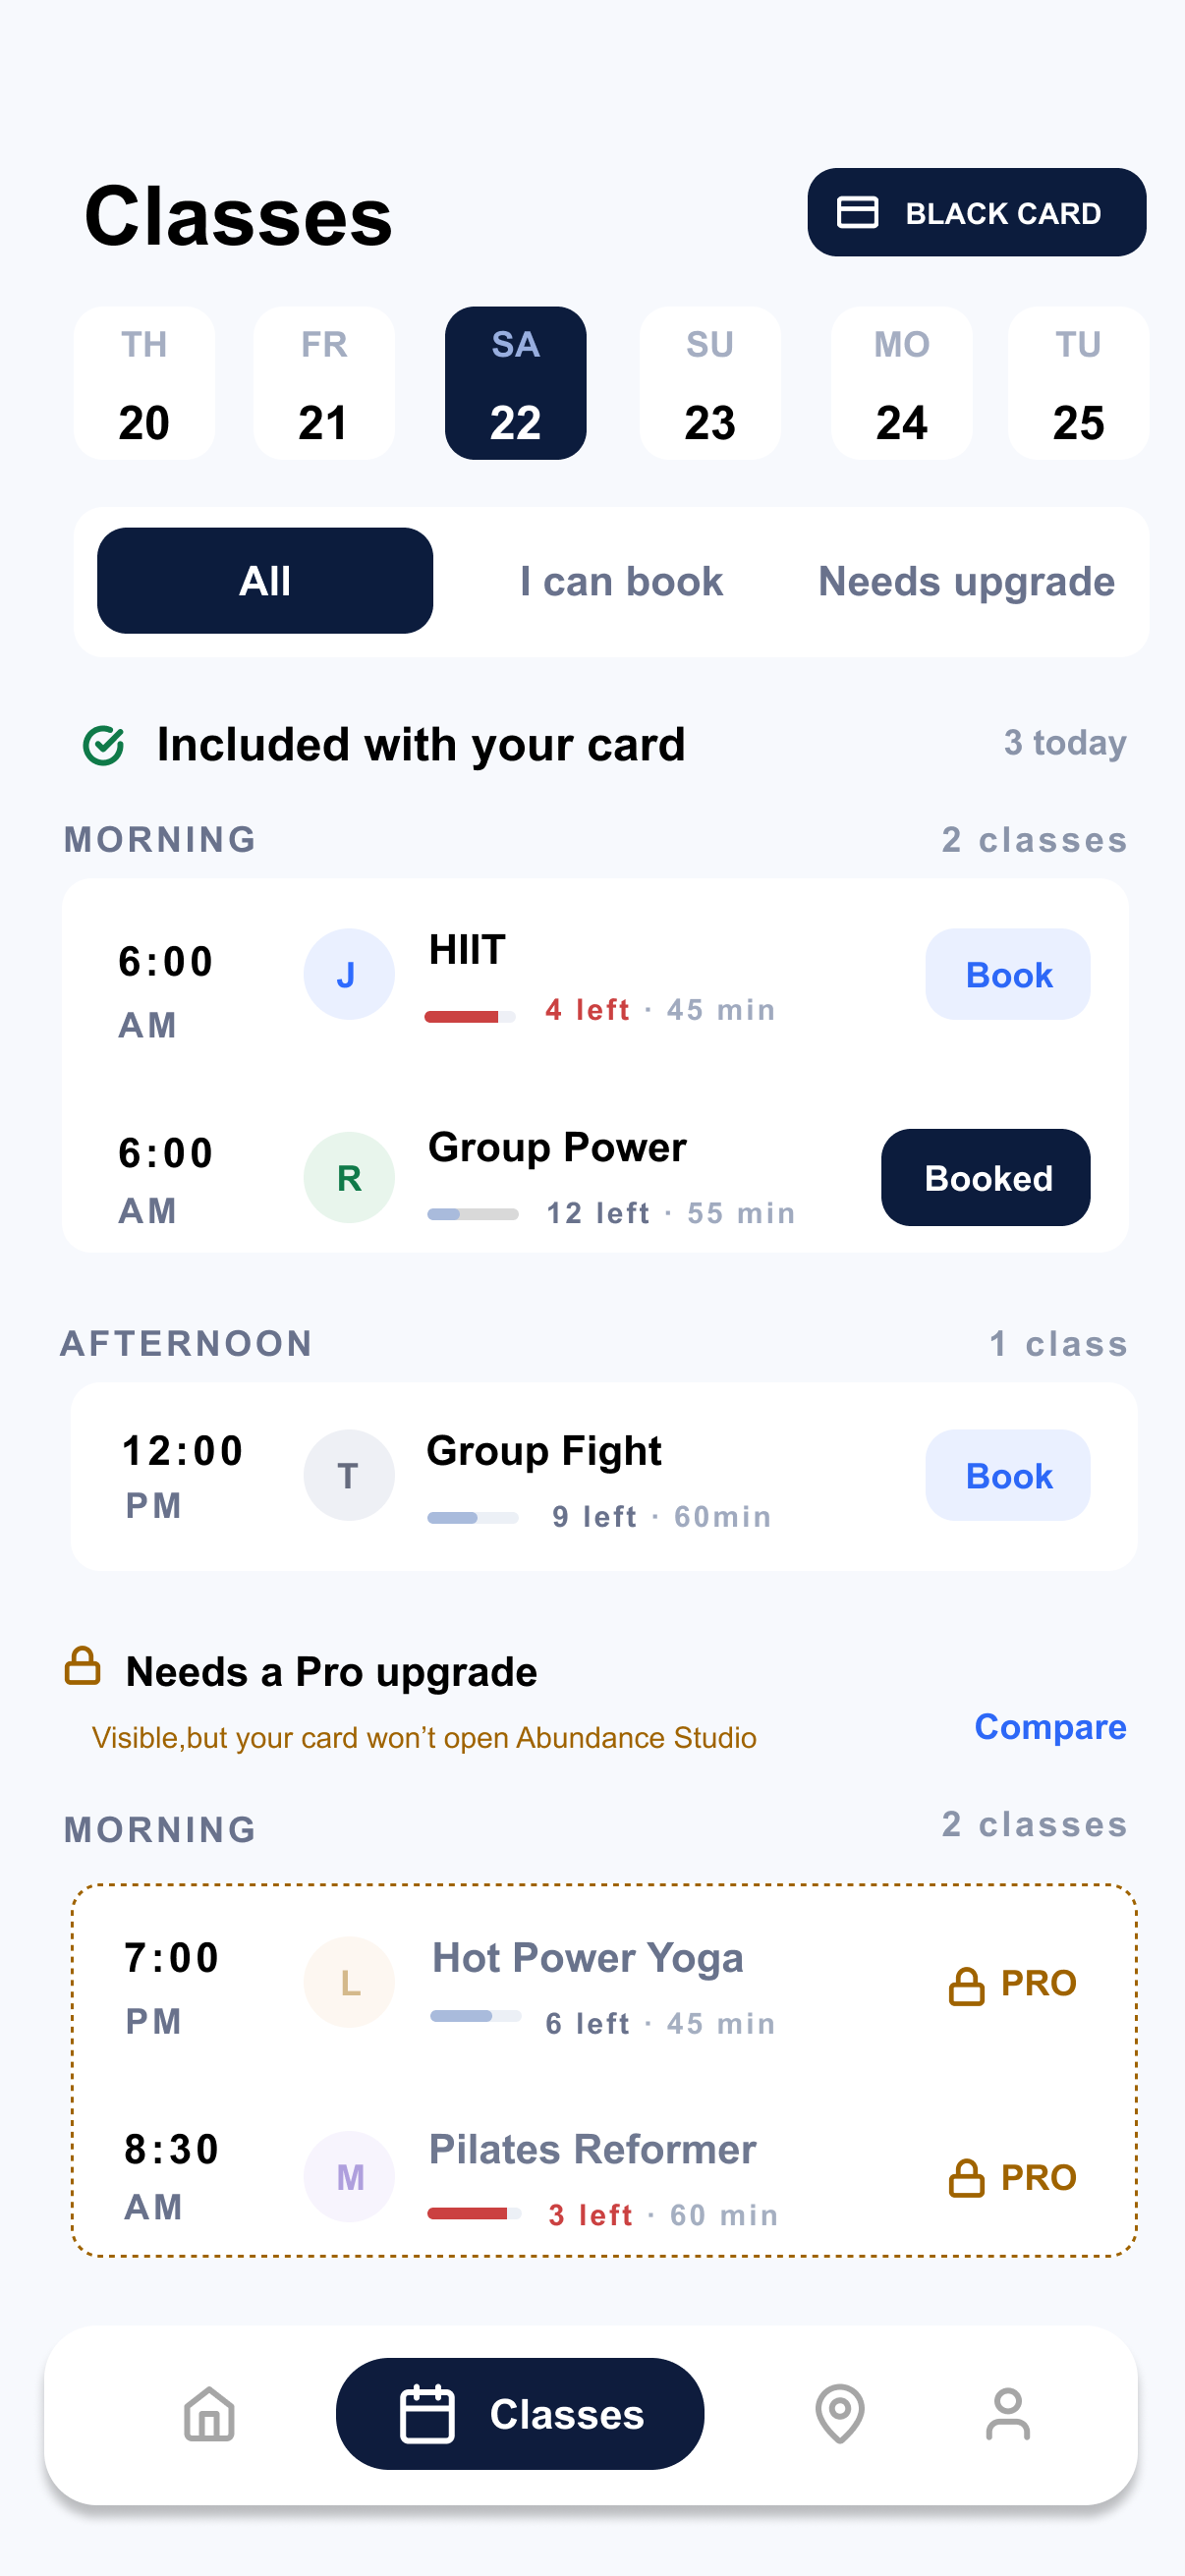 Classes
BLACK CARD
TH FR SA SU MO TU
20 21 22 23 24 25
All I can book Needs upgrade
Included with your card 3 today
MORNING 2 classes
6:00 J HIIT Book
AM 4 left · 45 min
6:00 R Group Power Booked
AM 12 left · 55 min
AFTERNOON 1 class
12:00 T Group Fight Book
PM 9 left · 60min
Needs a Pro upgrade
Visible,but your card won’t open Abundance Studio Compare
MORNING 2 classes
7:00 L Hot Power Yoga PRO
PM 6 left · 45 min
8:30 M Pilates Reformer PRO
AM 3 left · 60 min
Classes